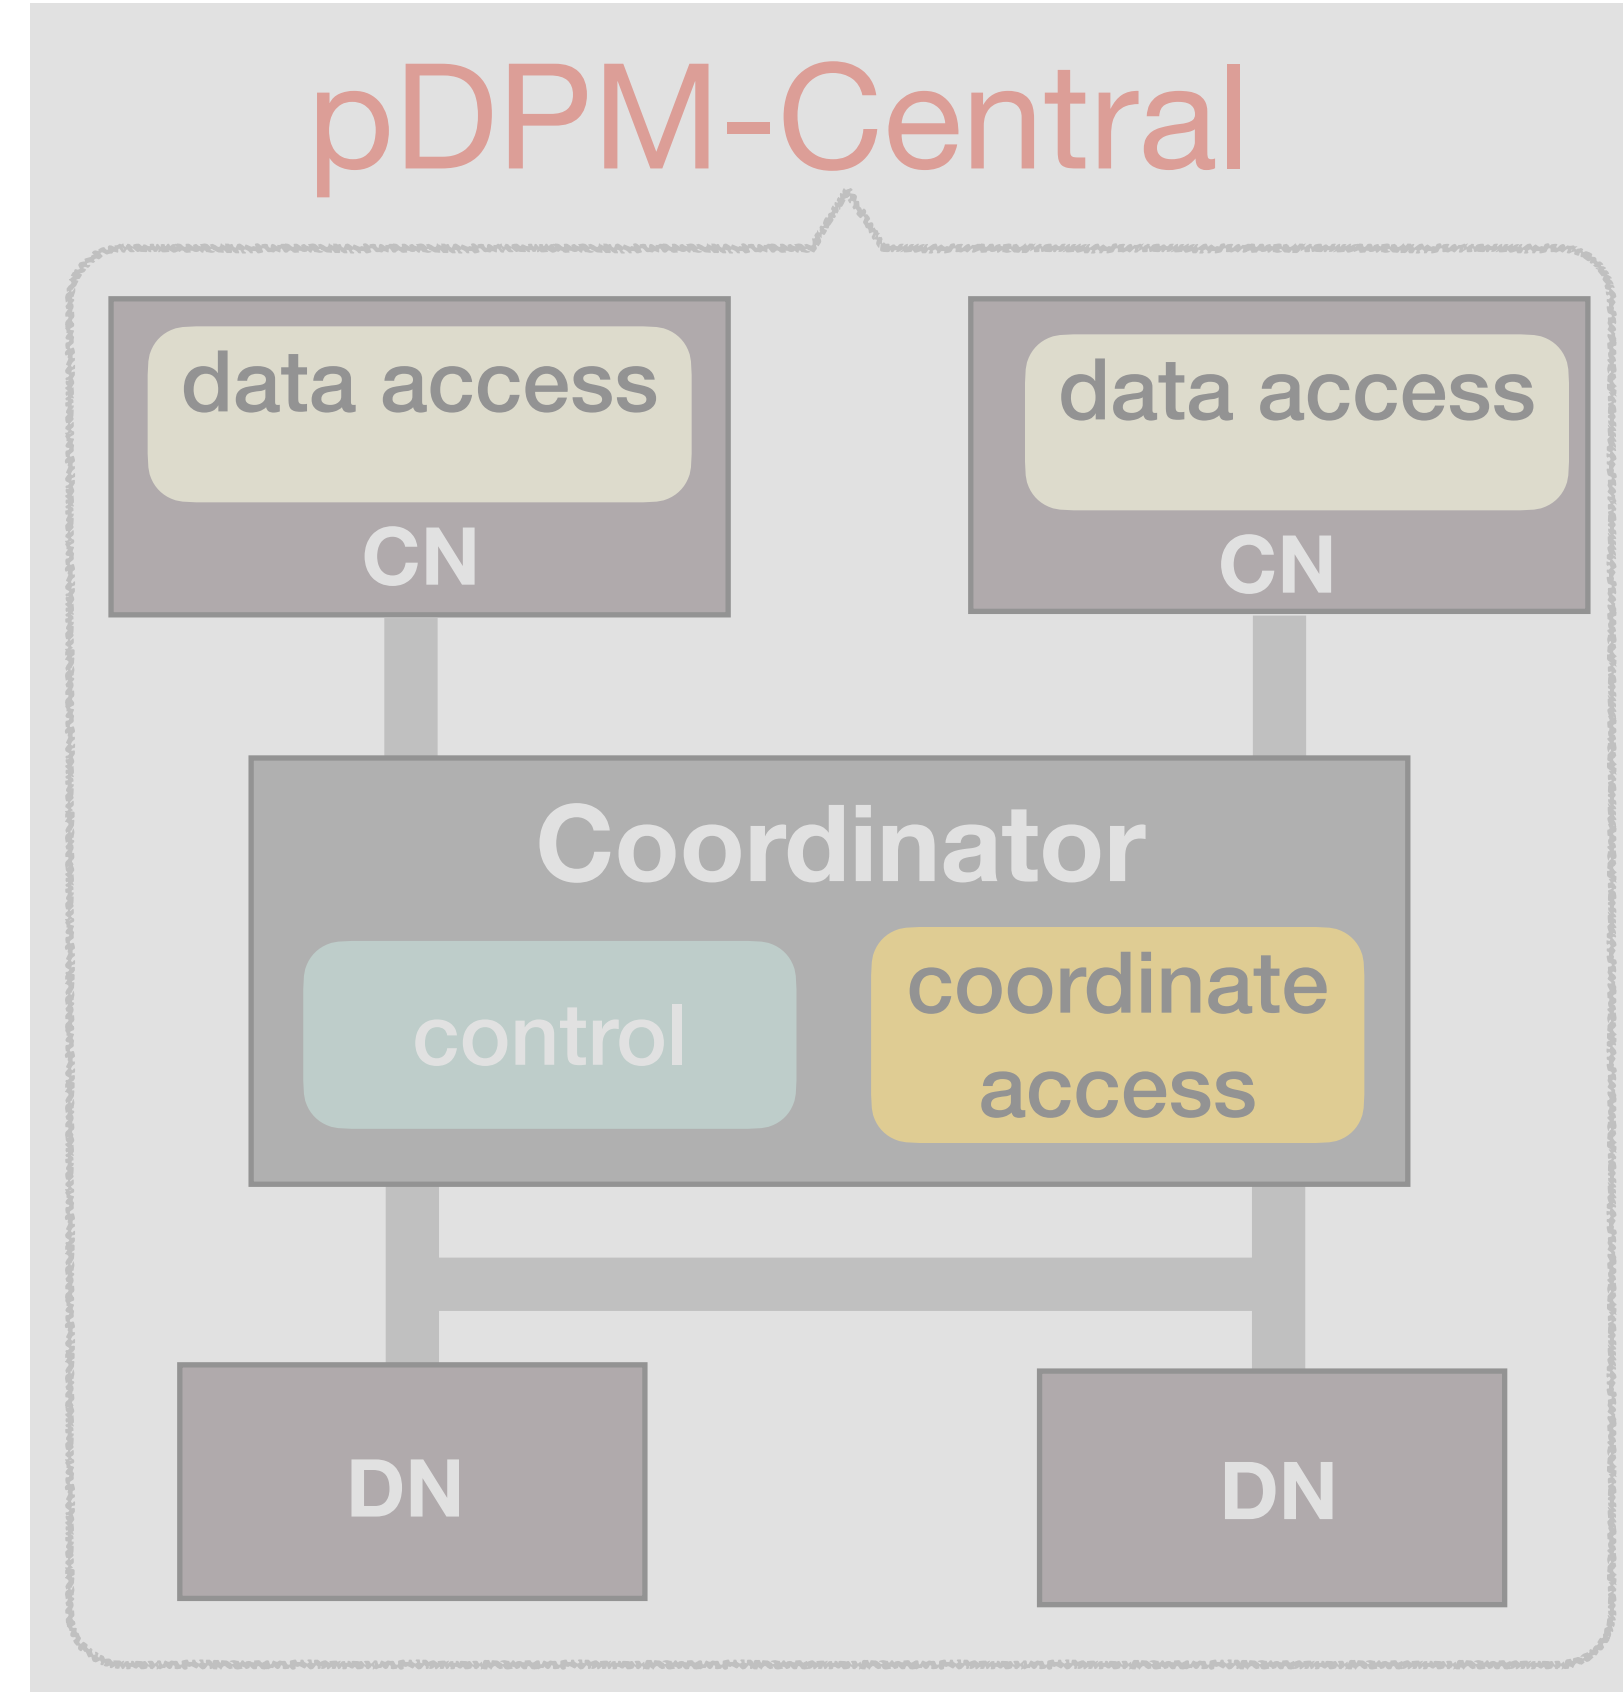 pDPM-Central
data access
data access
CN
CN
Coordinator
control
coordinate
access
DN
DN